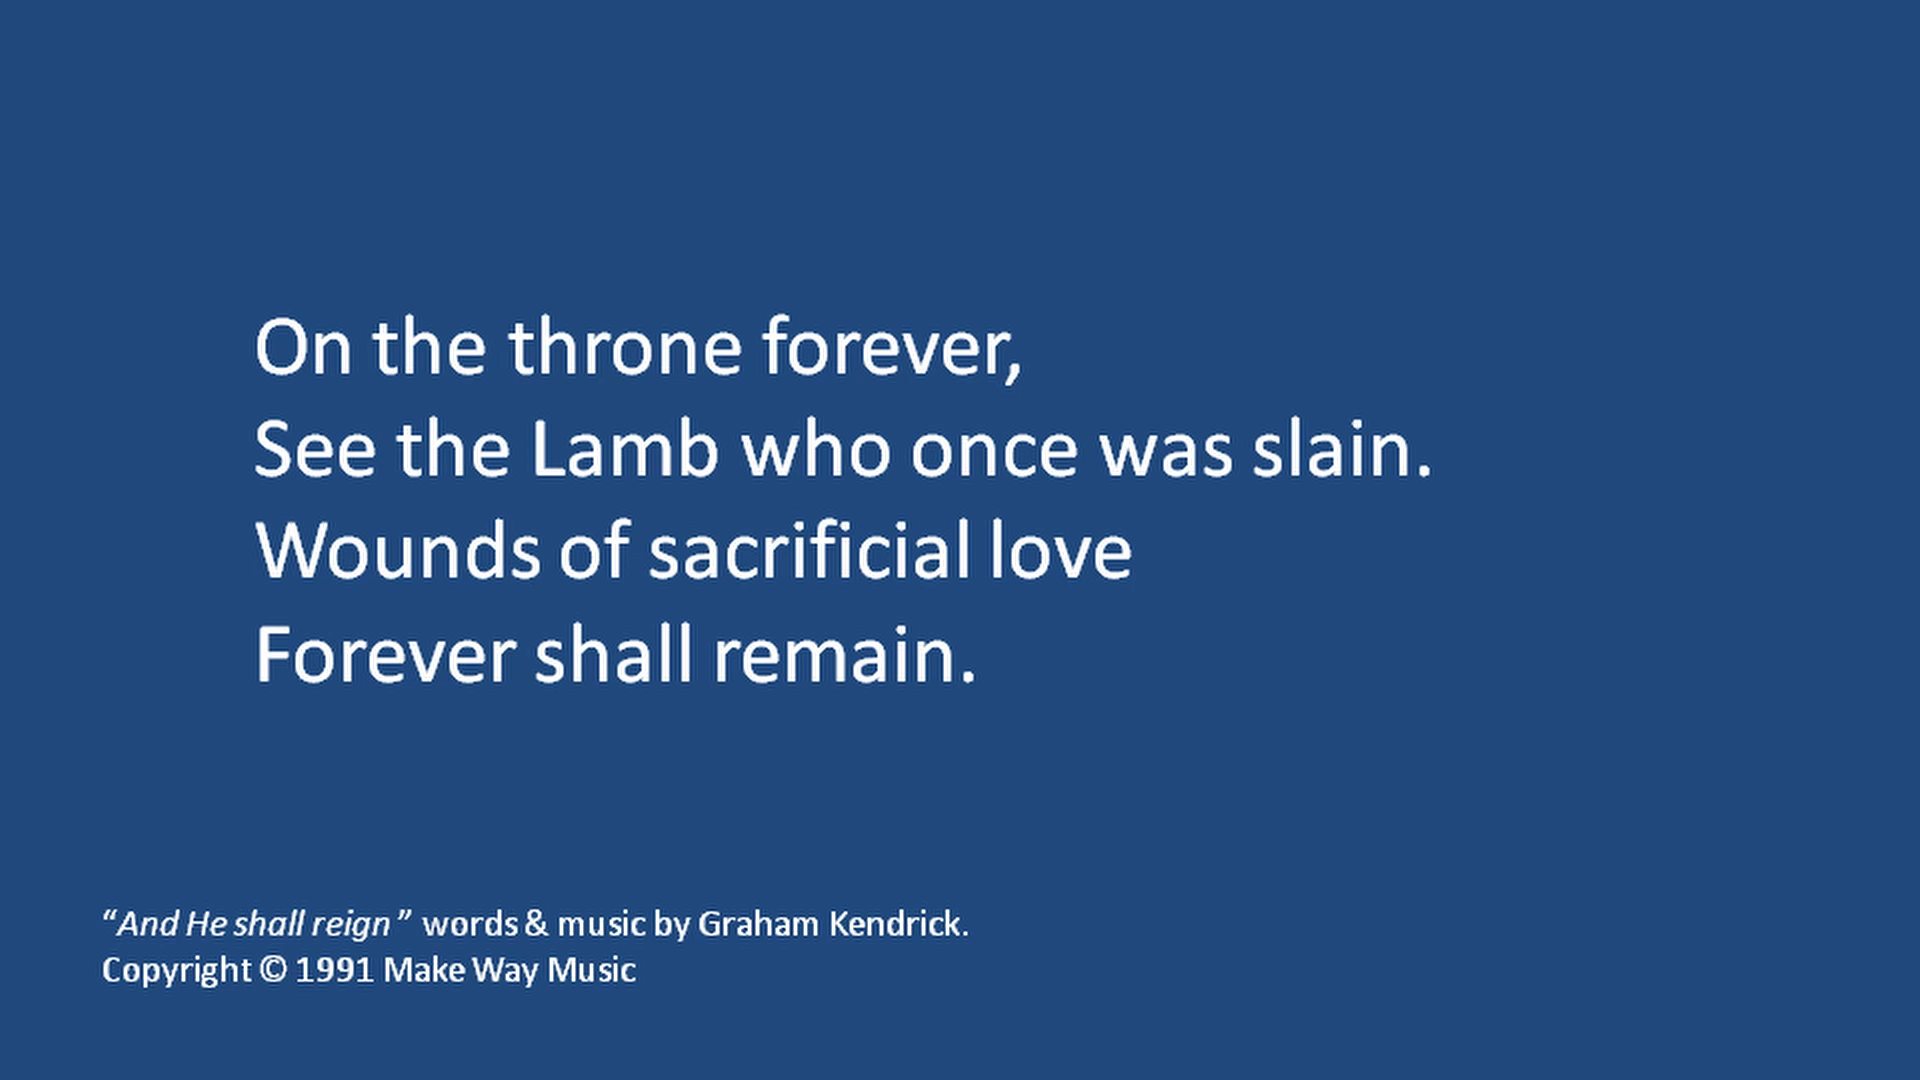 On the throne forever,
See the Lamb who once was slain.
Wounds of sacrificial love
Forever shall remain.
“And He shall reign ” words & music by Graham Kendrick.
Copyright © 1991 Make Way Music